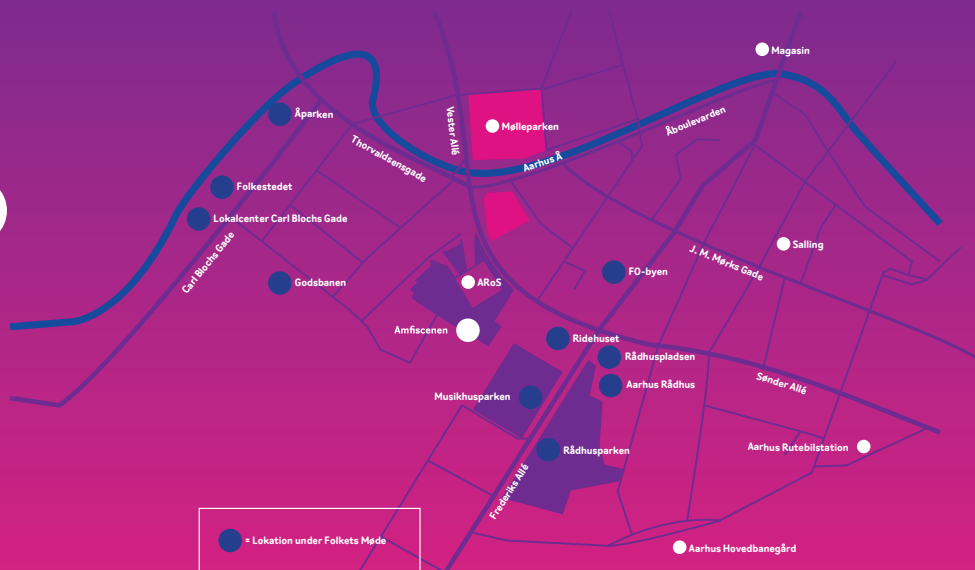 Magasin
Åparken
Vester Allé
Mølleparken
Åboulevarden
Thorvaldsensgade
Aarhus Å
Folkestedet
Lokalcenter Carl Blochs Gade
Carl Blochs Gade
Salling
J. M. Mørks Gade
Godsbanen
ARoS
FO-byen
Amfiscenen
Ridehuset
Rådhuspladsen
Aarhus Rådhus
Sønder Allé
Musikhusparken
Rådhusparken
Aarhus Rutebilstation
Frederiks Allé
= Lokation under Folkets Møde
Aarhus Hovedbanegård